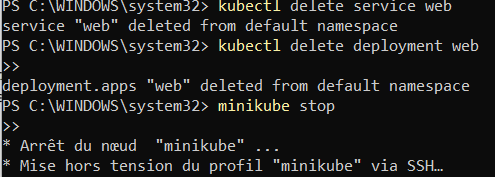 PS C:\WINDOWS\system32> kubectl delete service web
service "web" deleted from default namespace
PS C:\WINDOWS\system32> kubectl delete deployment web
>>
deployment.apps "web" deleted from default namespace
PS C:\WINDOWS\system32> minikube stop
>>
* Arrêt du nœud  "minikube" ...
* Mise hors tension du profil "minikube" via SSH…